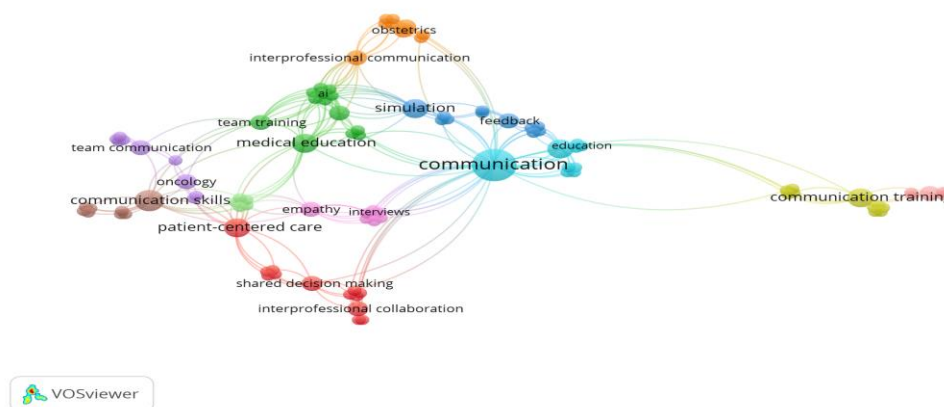 obstetrics
interprofessional communication
ai
simulation
team training
feedback
medical education
education
team communication
communication
oncology
communication skills
communication trainin
empathy
interviews
patient-centered care
shared decision making
interprofessional collaboration
VOSviewer